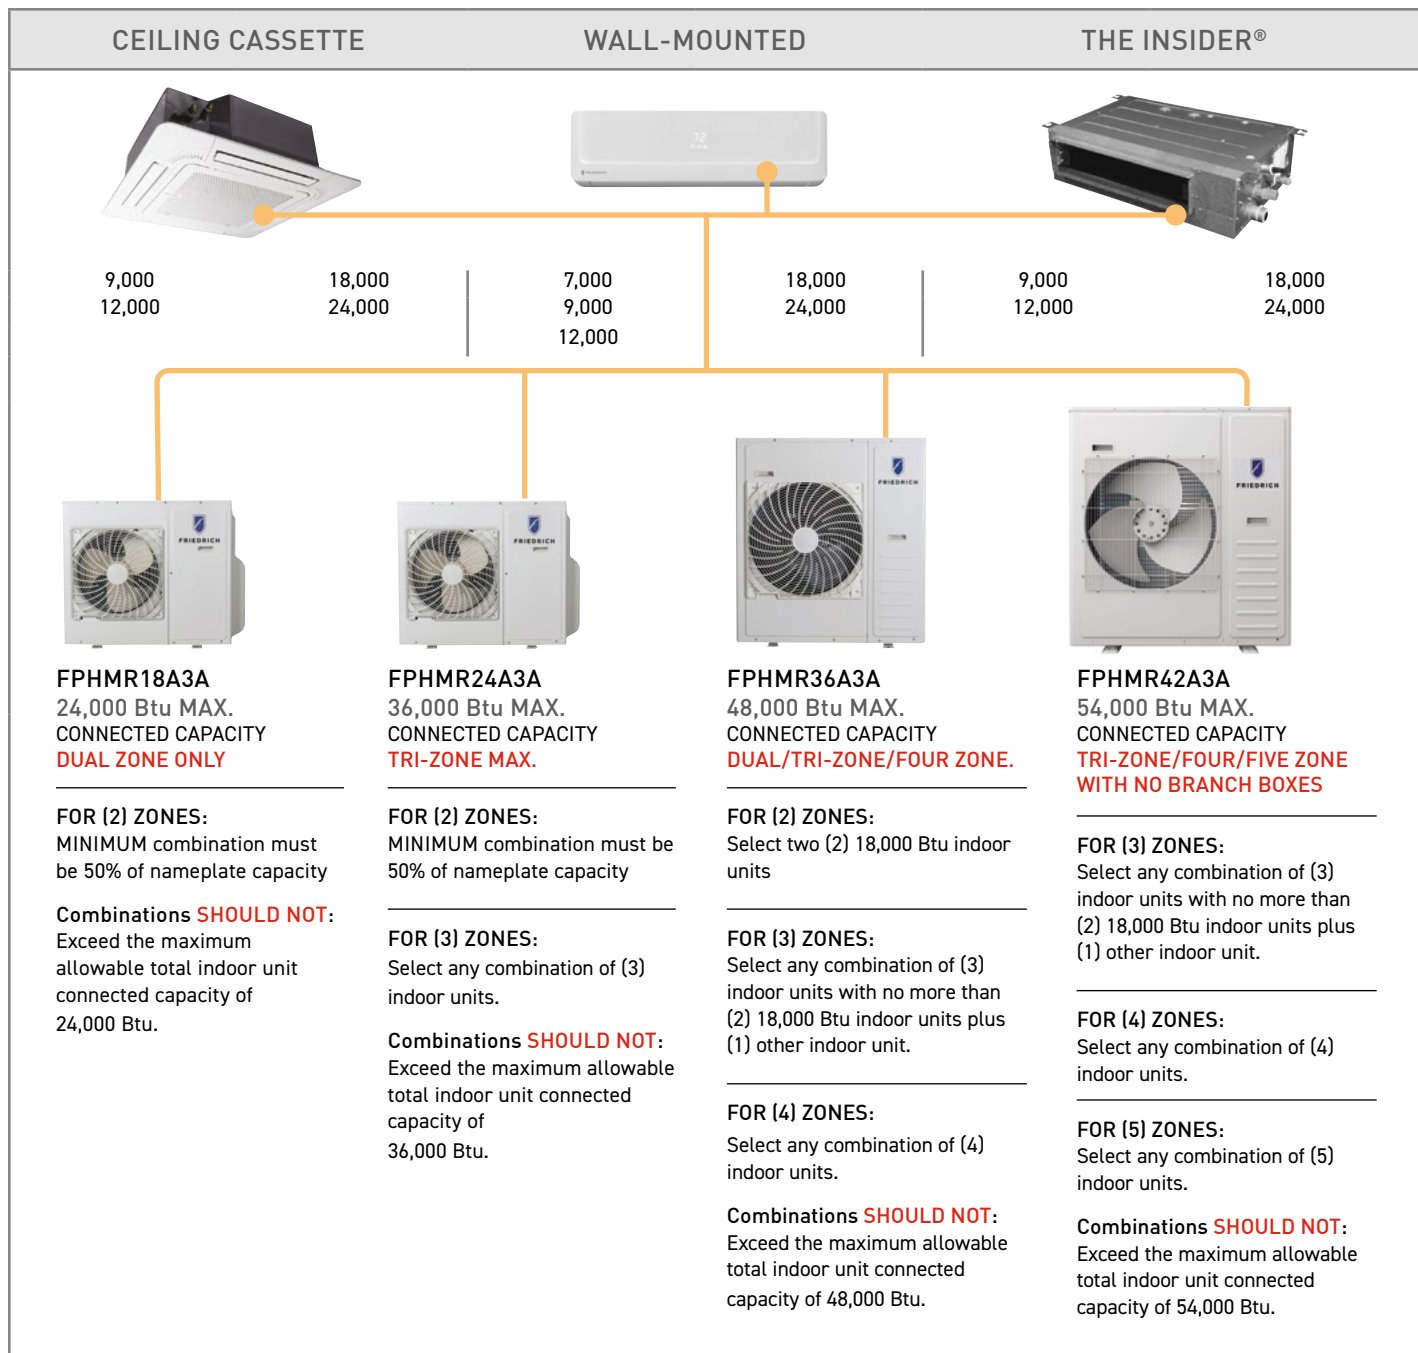 CEILING CASSETTE
WALL-MOUNTED
THE INSIDER®
72
9,000
12,000
18,000
24,000
7,000
9,000
12,000
18,000
24,000
9,000
12,000
18,000
24,000
FRIEDRICH
FRIEDRICH
FRIEDRICH
FRIEDRICH
FPHMR18A3A
24,000 Btu MAX.
CONNECTED CAPACITY
DUAL ZONE ONLY
FOR (2) ZONES:
MINIMUM combination must
be 50% of nameplate capacity
Combinations SHOULD NOT:
Exceed the maximum
allowable total indoor unit
connected capacity of
24,000 Btu.
FPHMR24A3A
36,000 Btu MAX.
CONNECTED CAPACITY
TRI-ZONE MAX.
FOR (2) ZONES:
MINIMUM combination must be
50% of nameplate capacity
FOR (3) ZONES:
Select any combination of (3)
indoor units.
Combinations SHOULD NOT:
Exceed the maximum allowable
total indoor unit connected
capacity of
36,000 Btu.
FPHMR36A3A
48,000 Btu MAX.
CONNECTED CAPACITY
DUAL/TRI-ZONE/FOUR ZONE.
FOR (2) ZONES:
Select two (2) 18,000 Btu indoor
units
FOR (3) ZONES:
Select any combination of (3)
indoor units with no more than
(2) 18,000 Btu indoor units plus
(1) other indoor unit.
FOR (4) ZONES:
Select any combination of (4)
indoor units.
Combinations SHOULD NOT:
Exceed the maximum allowable
total indoor unit connected
capacity of 48,000 Btu.
FPHMR42A3A
54,000 Btu MAX.
CONNECTED CAPACITY
TRI-ZONE/FOUR/FIVE ZONE
WITH NO BRANCH BOXES
FOR (3) ZONES:
Select any combination of (3)
indoor units with no more than
(2) 18,000 Btu indoor units plus
(1) other indoor unit.
FOR (4) ZONES:
Select any combination of (4)
indoor units.
FOR (5) ZONES:
Select any combination of (5)
indoor units.
Combinations SHOULD NOT:
Exceed the maximum allowable
total indoor unit connected
capacity of 54,000 Btu.